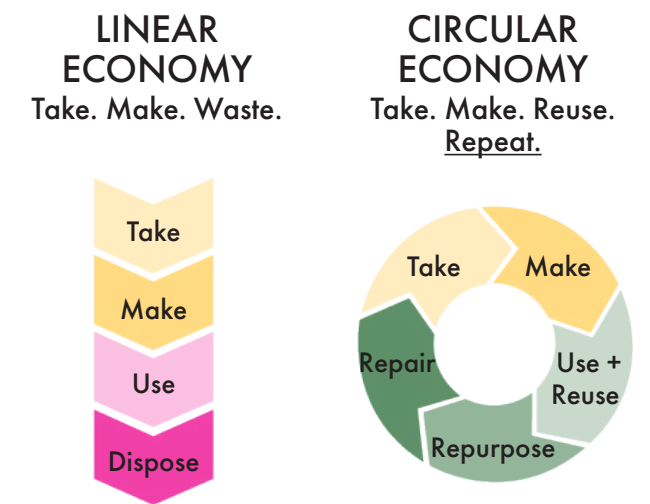 LINEAR
ECONOMY
Take. Make. Waste.
Take
Make
Use
Dispose
CIRCULAR
ECONOMY
Take. Make. Reuse.
Repeat.
Take
Make
Use +
Reuse
Repurpose
Repair